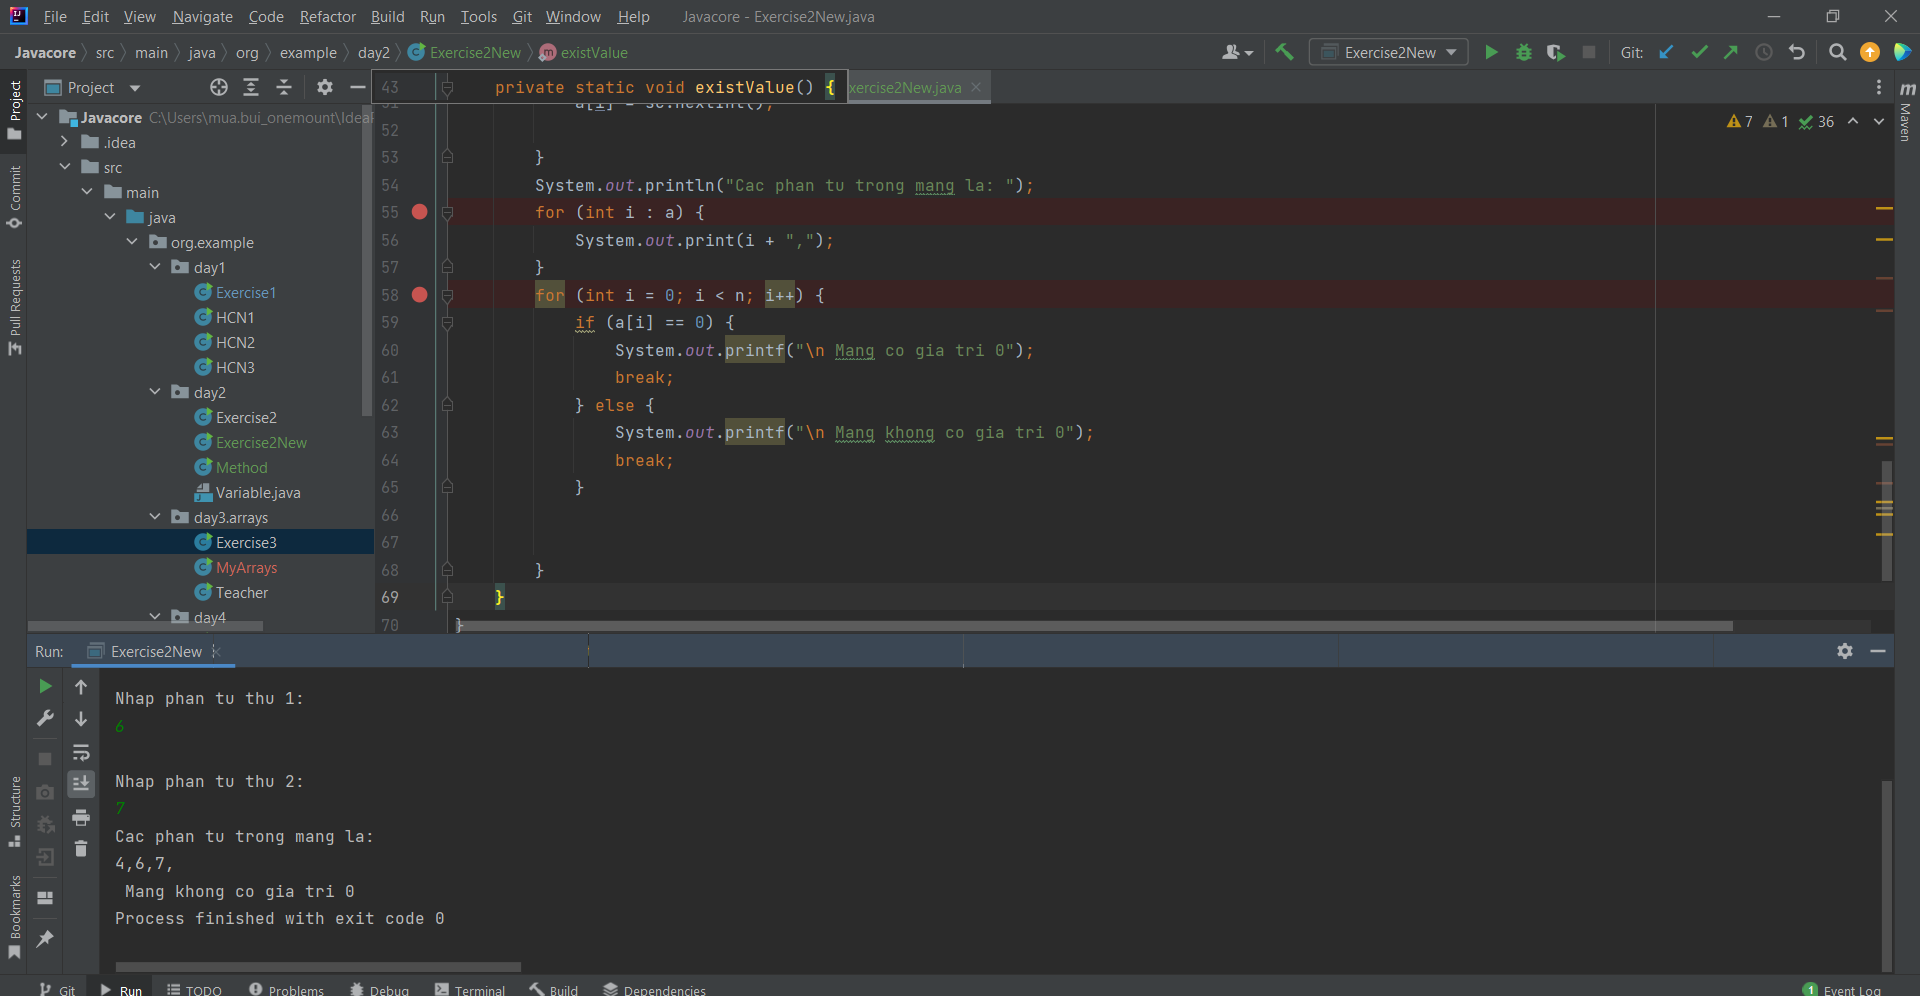 File Edit View Navigate Code Refactor Build Run Tools Git Window Help Javacore - Exercise2New.java
Javacore src main java org example day2 Exercise2New existValue
Exercise2New Git:
Project
Commit
Pull Requests
Structure
Bookmarks
Project
Javacore C:\Users\mua.bui_onemount\Idea
.idea
src
main
java
org.example
day1
Exercise1
HCN1
HCN2
HCN3
day2
Exercise2
Exercise2New
Method
Variable.java
day3.arrays
Exercise3
MyArrays
Teacher
day4
xercise2New.java
7 1 36
Maven
43 private static void existValue() {
51 a[i] = sc.nextInt();
52
53 }
54 System.out.println("Cac phan tu trong mang la: ");
55 for (int i : a) {
56 System.out.print(i + ",");
57 }
58 for (int i = 0; i < n; i++) {
59 if (a[i] == 0) {
60 System.out.printf("\n Mang co gia tri 0");
61 break;
62 } else {
63 System.out.printf("\n Mang khong co gia tri 0");
64 break;
65 }
66
67
68 }
69 }
70 }
Run: Exercise2New
Nhap phan tu thu 1:
6
Nhap phan tu thu 2:
7
Cac phan tu trong mang la:
4,6,7,
Mang khong co gia tri 0
Process finished with exit code 0
Git Run TODO Problems Debug Terminal Build Dependencies 1 Event Log